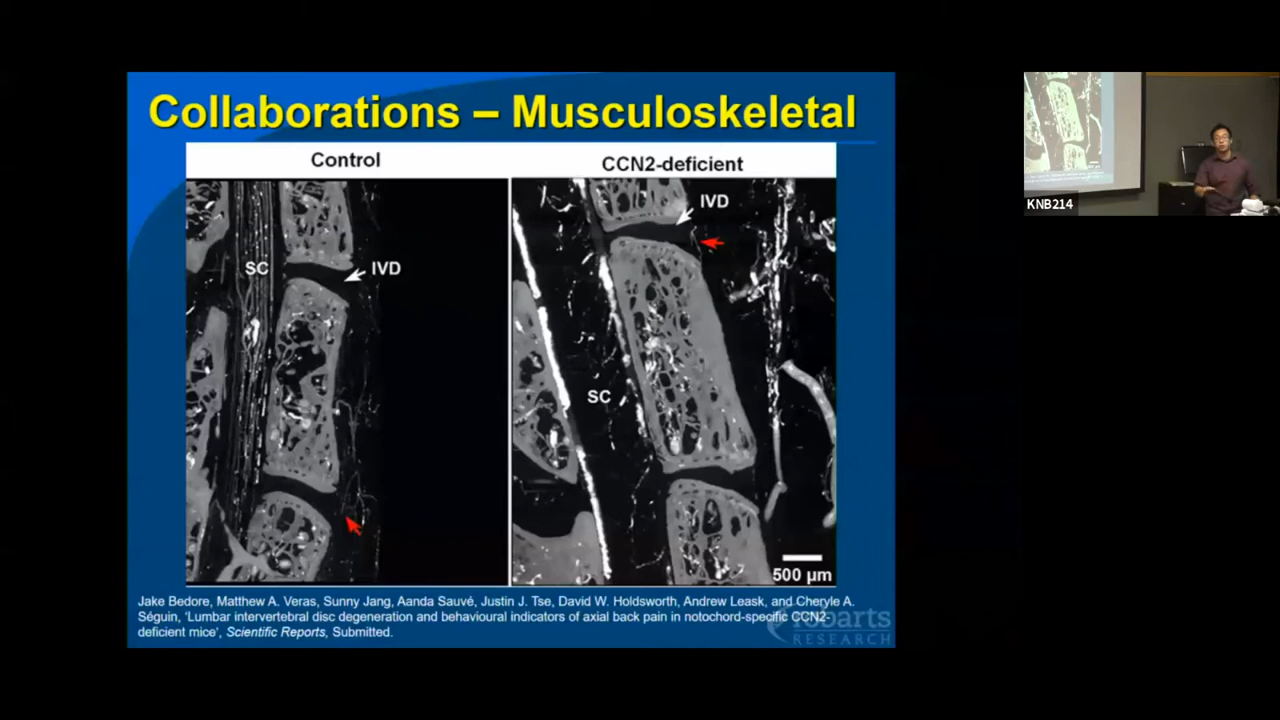 Collaborations – Musculoskeletal
Control
CCN2-deficient
IVD
SC
IVD
SC
500 µm
Jake Bedore, Matthew A. Veras, Sunny Jang, Aanda Sauvé, Justin J. Tse, David W. Holdsworth, Andrew Leask, and Cheryle A.
Séguin, 'Lumbar intervertebral disc degeneration and behavioural indicators of axial back pain in notochord-specific CCN2-
deficient mice', Scientific Reports, Submitted.
robarts
RESEARCH
KNB214